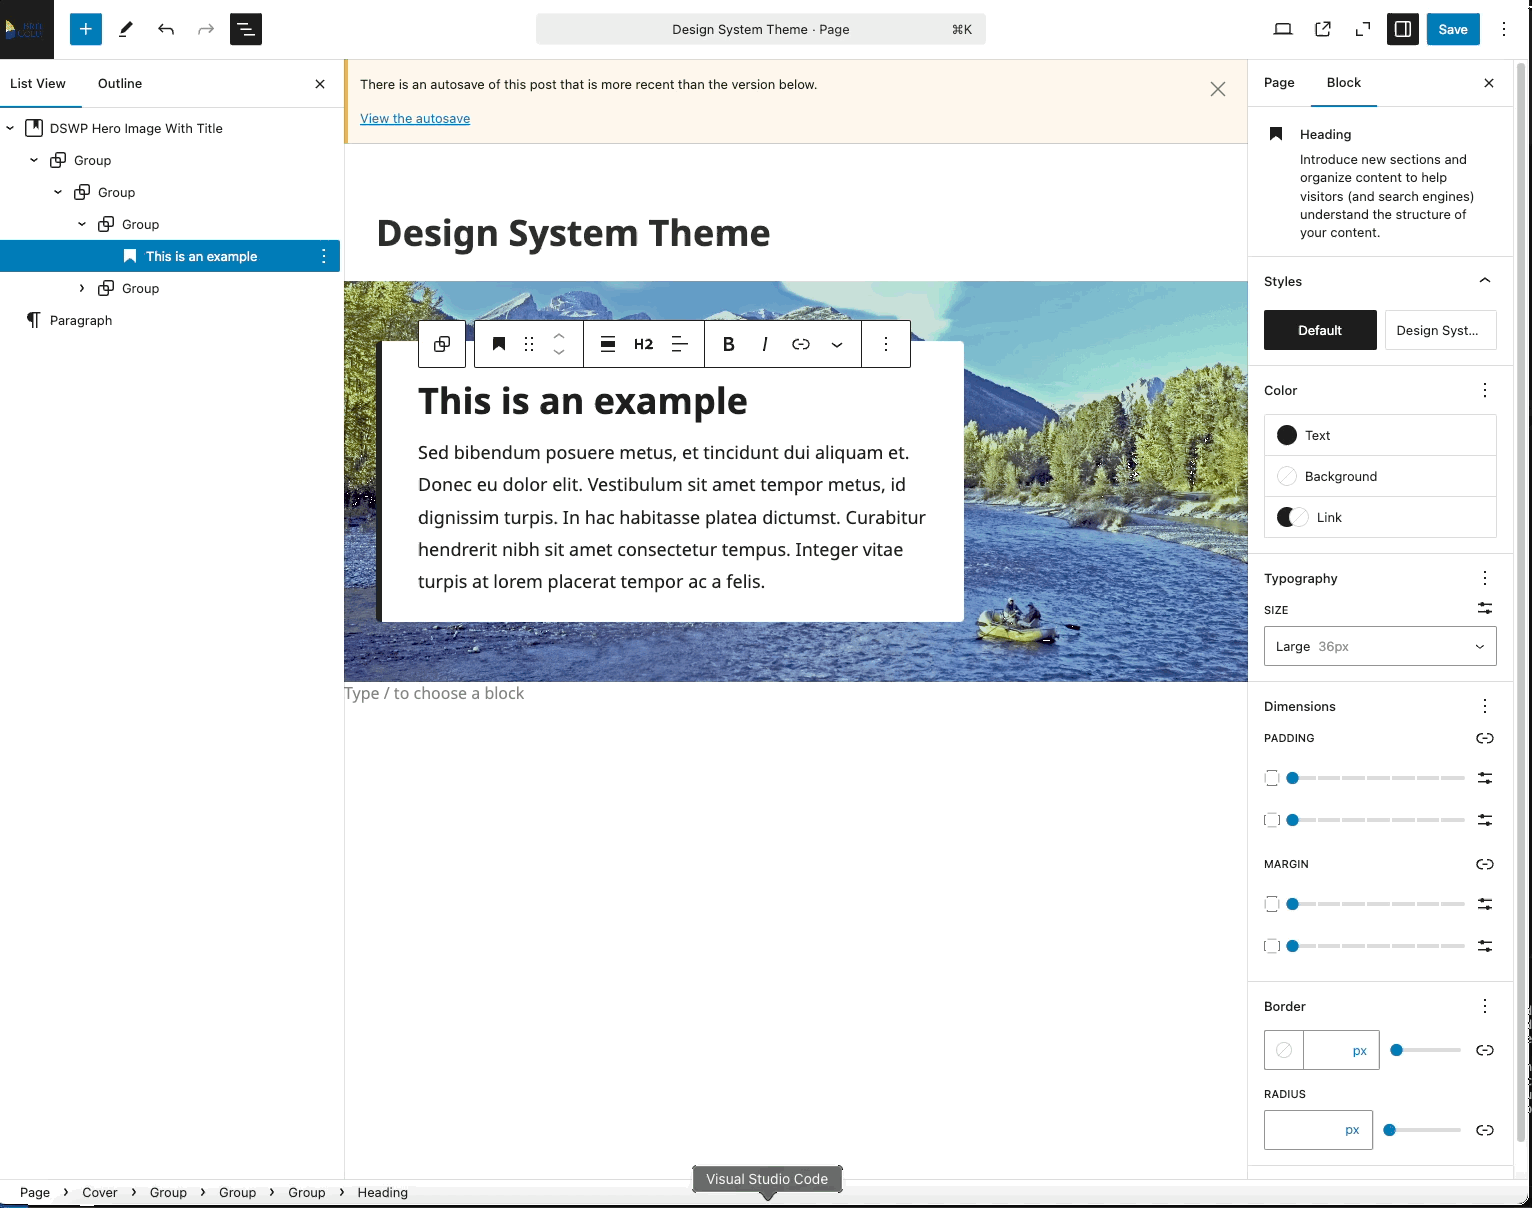 Design System Theme · Page
⌘K
Save
List View
Outline
DSWP Hero Image With Title
Group
Group
Group
This is an example
Group
Paragraph
There is an autosave of this post that is more recent than the version below.
View the autosave
Design System Theme
H2
B
I
This is an example
Sed bibendum posuere metus, et tincidunt dui aliquam et.
Donec eu dolor elit. Vestibulum sit amet tempor metus, id
dignissim turpis. In hac habitasse platea dictumst. Curabitur
hendrerit nibh sit amet consectetur tempus. Integer vitae
turpis at lorem placerat tempor ac a felis.
Type / to choose a block
Page
Block
Heading
Introduce new sections and
organize content to help
visitors (and search engines)
understand the structure of
your content.
Styles
Default
Design Syst...
Color
Text
Background
Link
Typography
SIZE
Large 36px
Dimensions
PADDING
MARGIN
Border
px
RADIUS
px
Visual Studio Code
Page › Cover › Group › Group › Group › Heading